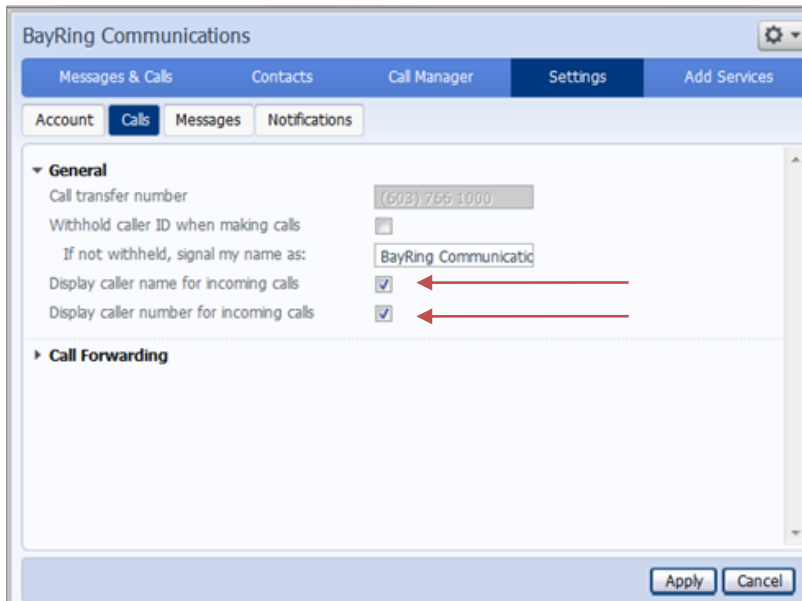 BayRing Communications
Messages & Calls Contacts Call Manager Settings Add Services
Account Calls Messages Notifications
General
Call transfer number (603) 766 1000
Withhold caller ID when making calls
If not withheld, signal my name as: BayRing Communicatic
Display caller name for incoming calls
Display caller number for incoming calls
Call Forwarding
Apply Cancel